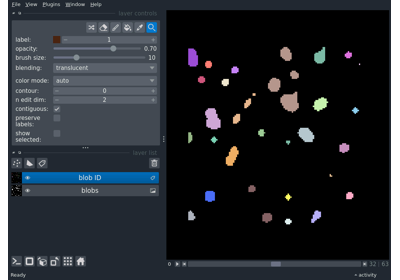 File View Plugins Window Help
layer controls
label: 1
opacity: 0.70
brush size: 10
blending: translucent
color mode: auto
contour: 0
n edit dim: 2
contiguous:
preserve
labels:
show
selected:
layer list
blob ID
blobs
32 63
Ready
activity